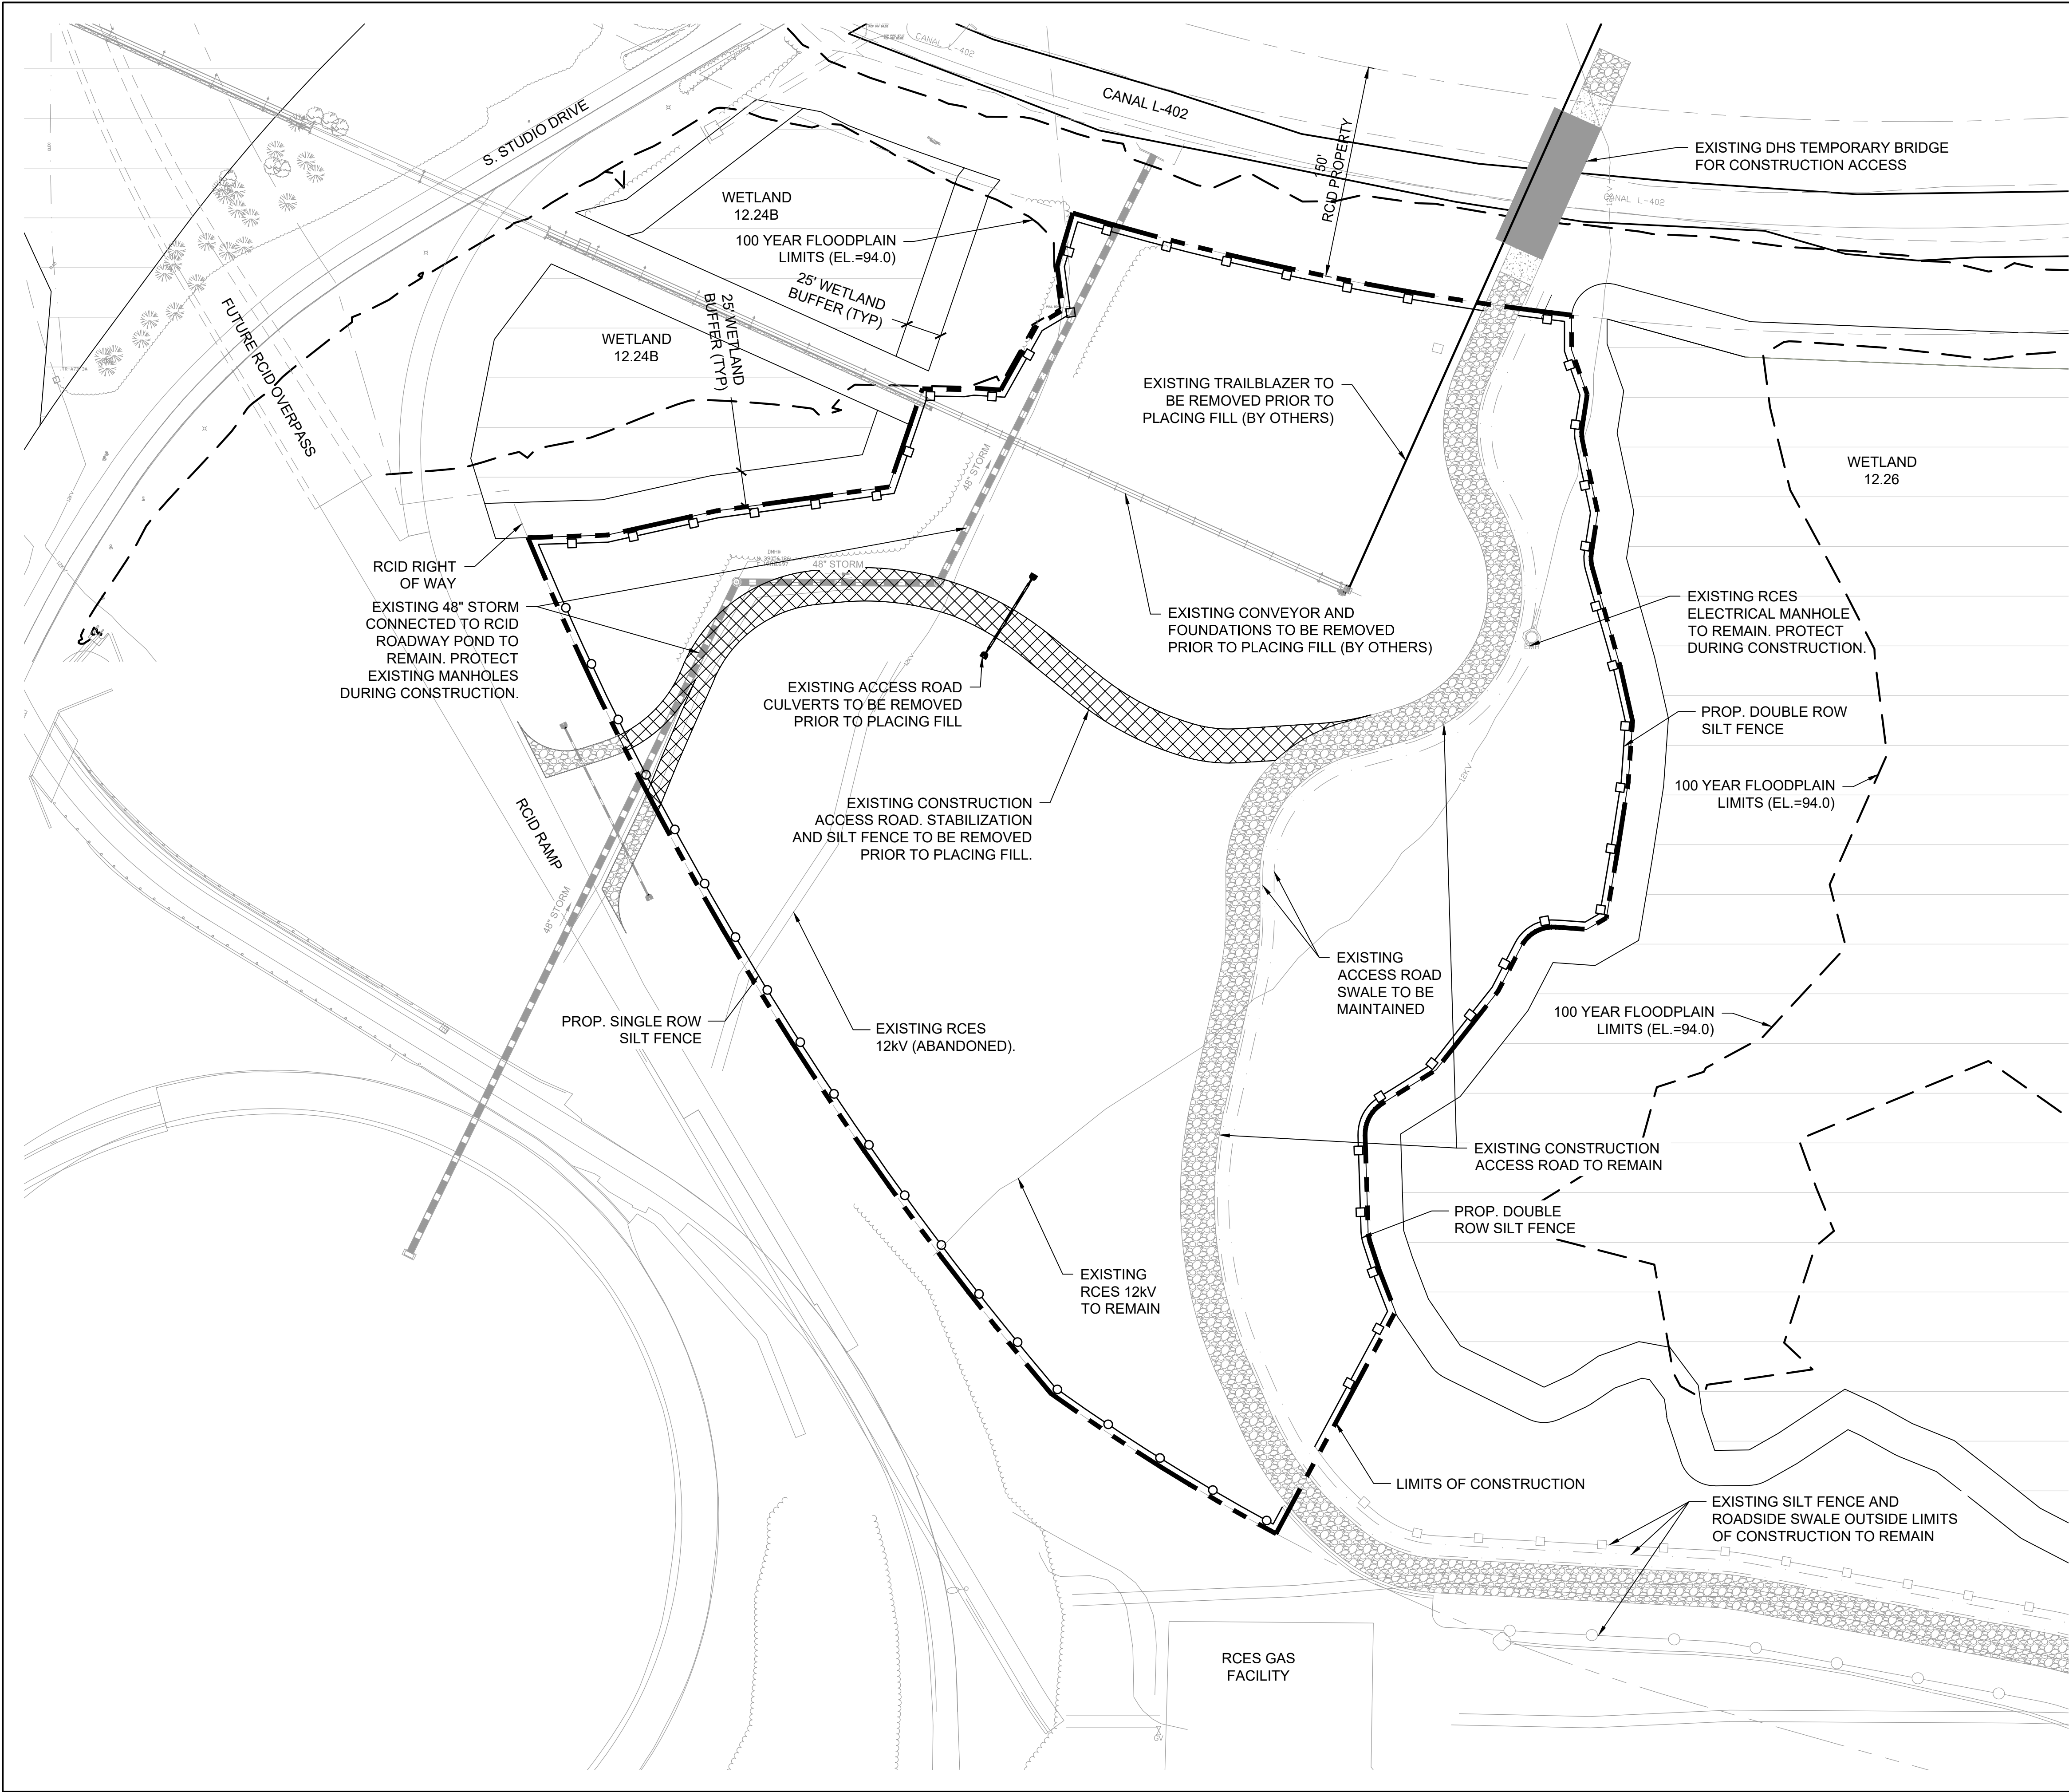 CANAL L-402
CANAL L-402
S. STUDIO DRIVE
150'
RCID PROPERTY
EXISTING DHS TEMPORARY BRIDGE
FOR CONSTRUCTION ACCESS
CANAL L-402
WETLAND
12.24B
100 YEAR FLOODPLAIN
LIMITS (EL.=94.0)
25' WETLAND
BUFFER (TYP)
25' WETLAND
BUFFER (TYP)
WETLAND
12.24B
FUTURE RCID OVERPASS
EXISTING TRAILBLAZER TO
BE REMOVED PRIOR TO
PLACING FILL (BY OTHERS)
WETLAND
12.26
48" STORM
RCID RIGHT
OF WAY
48" STORM
EXISTING 48" STORM
CONNECTED TO RCID
ROADWAY POND TO
REMAIN. PROTECT
EXISTING MANHOLES
DURING CONSTRUCTION.
EXISTING CONVEYOR AND
FOUNDATIONS TO BE REMOVED
PRIOR TO PLACING FILL (BY OTHERS)
EXISTING RCES
ELECTRICAL MANHOLE
TO REMAIN. PROTECT
DURING CONSTRUCTION.
EXISTING ACCESS ROAD
CULVERTS TO BE REMOVED
PRIOR TO PLACING FILL
PROP. DOUBLE ROW
SILT FENCE
12KV
100 YEAR FLOODPLAIN
LIMITS (EL.=94.0)
EXISTING CONSTRUCTION
ACCESS ROAD. STABILIZATION
AND SILT FENCE TO BE REMOVED
PRIOR TO PLACING FILL.
RCID RAMP
48" STORM
EXISTING
ACCESS ROAD
SWALE TO BE
MAINTAINED
PROP. SINGLE ROW
SILT FENCE
EXISTING RCES
12kV (ABANDONED).
100 YEAR FLOODPLAIN
LIMITS (EL.=94.0)
EXISTING CONSTRUCTION
ACCESS ROAD TO REMAIN
PROP. DOUBLE
ROW SILT FENCE
EXISTING
RCES 12kV
TO REMAIN
LIMITS OF CONSTRUCTION
EXISTING SILT FENCE AND
ROADSIDE SWALE OUTSIDE LIMITS
OF CONSTRUCTION TO REMAIN
RCES GAS
FACILITY
GV